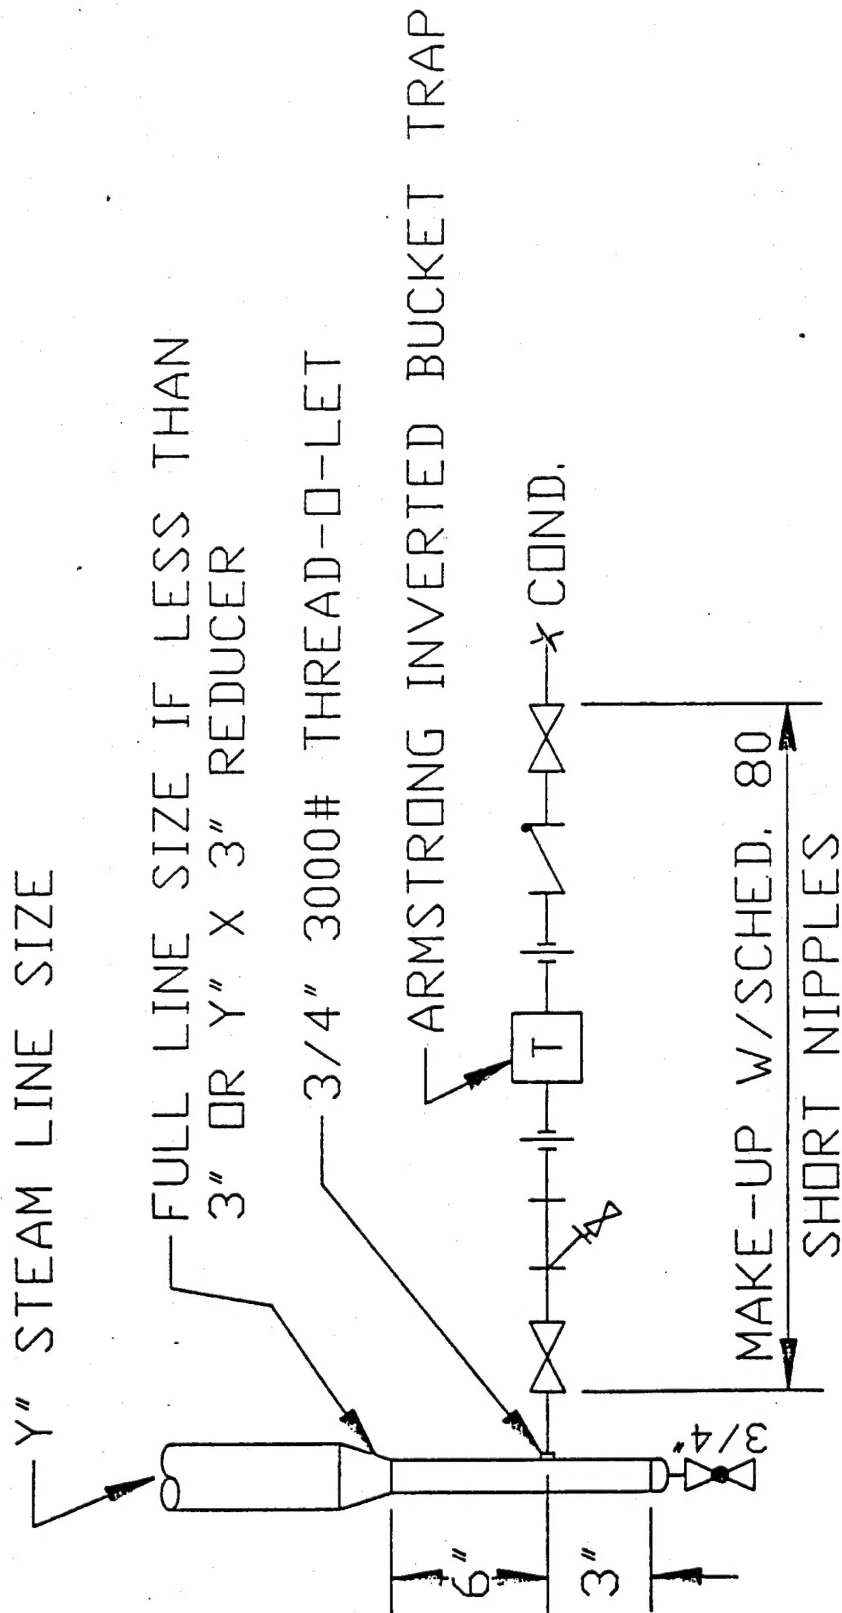 Y" STEAM LINE SIZE
FULL LINE SIZE IF LESS THAN
3" OR Y" X 3" REDUCER
3/4" 3000# THREAD-O-LET
ARMSTRONG INVERTED BUCKET TRAP
T
X COND.
MAKE-UP W/SCHED. 80
SHORT NIPPLES
6"
3"
3/4"